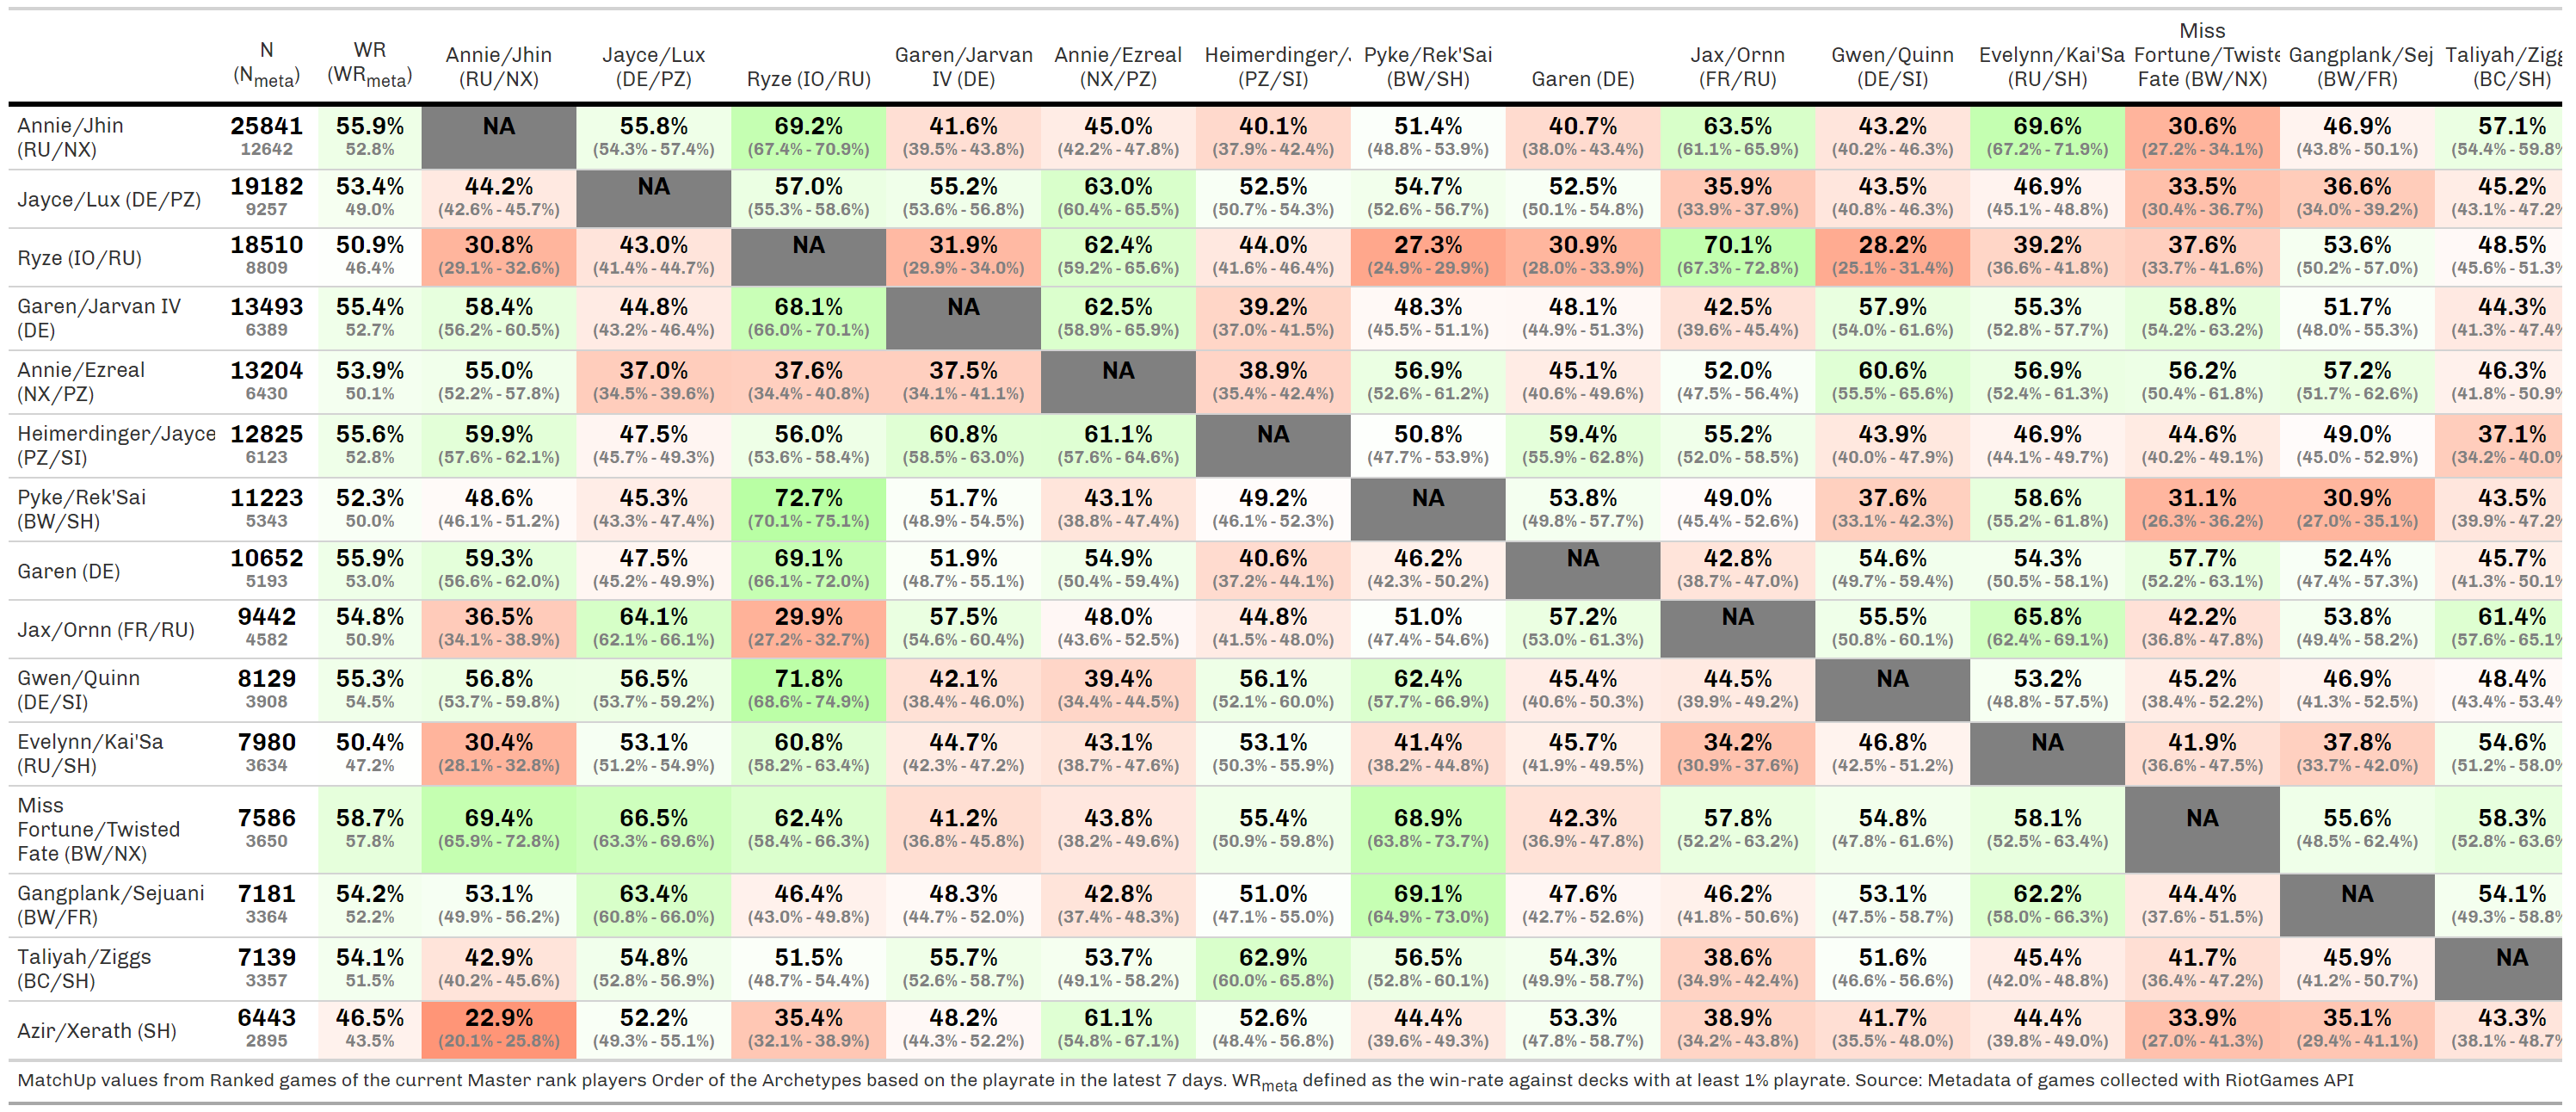 Miss
N WR Annie/Jhin Jayce/Lux Garen/Jarvan Annie/Ezreal Heimerdinger/J Pyke/Rek'Sai Jax/Ornn Gwen/Quinn Evelynn/Kai'Sa Fortune/Twiste Gangplank/Sej Taliyah/Zigg
(Nmeta) (WRmeta) (RU/NX) (DE/PZ) Ryze (IO/RU) IV (DE) (NX/PZ) (PZ/SI) (BW/SH) Garen (DE) (FR/RU) (DE/SI) (RU/SH) Fate (BW/NX) (BW/FR) (BC/SH)
Annie/Jhin 25841 55.9% NA 55.8% 69.2% 41.6% 45.0% 40.1% 51.4% 40.7% 63.5% 43.2% 69.6% 30.6% 46.9% 57.1%
(RU/NX) 12642 52.8% (54.3% - 57.4%) (67.4% - 70.9%) (39.5% - 43.8%) (42.2% - 47.8%) (37.9% - 42.4%) (48.8% - 53.9%) (38.0% - 43.4%) (61.1% - 65.9%) (40.2% - 46.3%) (67.2% - 71.9%) (27.2% - 34.1%) (43.8% - 50.1%) (54.4% - 59.8%
Jayce/Lux (DE/PZ) 19182 53.4% 44.2% NA 57.0% 55.2% 63.0% 52.5% 54.7% 52.5% 35.9% 43.5% 46.9% 33.5% 36.6% 45.2%
9257 49.0% (42.6% - 45.7%) (55.3% - 58.6%) (53.6% - 56.8%) (60.4% - 65.5%) (50.7% - 54.3%) (52.6% - 56.7%) (50.1% - 54.8%) (33.9% - 37.9%) (40.8% - 46.3%) (45.1% - 48.8%) (30.4% - 36.7%) (34.0% - 39.2%) (43.1% - 47.2%
Ryze (IO/RU) 18510 50.9% 30.8% 43.0% NA 31.9% 62.4% 44.0% 27.3% 30.9% 70.1% 28.2% 39.2% 37.6% 53.6% 48.5%
8809 46.4% (29.1% - 32.6%) (41.4% - 44.7%) (29.9% - 34.0%) (59.2% - 65.6%) (41.6% - 46.4%) (24.9% - 29.9%) (28.0% - 33.9%) (67.3% - 72.8%) (25.1% - 31.4%) (36.6% - 41.8%) (33.7% - 41.6%) (50.2% - 57.0%) (45.6% - 51.3%
Garen/Jarvan IV 13493 55.4% 58.4% 44.8% 68.1% NA 62.5% 39.2% 48.3% 48.1% 42.5% 57.9% 55.3% 58.8% 51.7% 44.3%
(DE) 6389 52.7% (56.2% - 60.5%) (43.2% - 46.4%) (66.0% - 70.1%) (58.9% - 65.9%) (37.0% - 41.5%) (45.5% - 51.1%) (44.9% - 51.3%) (39.6% - 45.4%) (54.0% - 61.6%) (52.8% - 57.7%) (54.2% - 63.2%) (48.0% - 55.3%) (41.3% - 47.4%
Annie/Ezreal 13204 53.9% 55.0% 37.0% 37.6% 37.5% NA 38.9% 56.9% 45.1% 52.0% 60.6% 56.9% 56.2% 57.2% 46.3%
(NX/PZ) 6430 50.1% (52.2% - 57.8%) (34.5% - 39.6%) (34.4% - 40.8%) (34.1% - 41.1%) (35.4% - 42.4%) (52.6% - 61.2%) (40.6% - 49.6%) (47.5% - 56.4%) (55.5% - 65.6%) (52.4% - 61.3%) (50.4% - 61.8%) (51.7% - 62.6%) (41.8% - 50.9%
Heimerdinger/Jayce 12825 55.6% 59.9% 47.5% 56.0% 60.8% 61.1% NA 50.8% 59.4% 55.2% 43.9% 46.9% 44.6% 49.0% 37.1%
(PZ/SI) 6123 52.8% (57.6% - 62.1%) (45.7% - 49.3%) (53.6% - 58.4%) (58.5% - 63.0%) (57.6% - 64.6%) (47.7% - 53.9%) (55.9% - 62.8%) (52.0% - 58.5%) (40.0% - 47.9%) (44.1% - 49.7%) (40.2% - 49.1%) (45.0% - 52.9%) (34.2% - 40.0%
Pyke/Rek'Sai 11223 52.3% 48.6% 45.3% 72.7% 51.7% 43.1% 49.2% NA 53.8% 49.0% 37.6% 58.6% 31.1% 30.9% 43.5%
(BW/SH) 5343 50.0% (46.1% - 51.2%) (43.3% - 47.4%) (70.1% - 75.1%) (48.9% - 54.5%) (38.8% - 47.4%) (46.1% - 52.3%) (49.8% - 57.7%) (45.4% - 52.6%) (33.1% - 42.3%) (55.2% - 61.8%) (26.3% - 36.2%) (27.0% - 35.1%) (39.9% - 47.2%
Garen (DE) 10652 55.9% 59.3% 47.5% 69.1% 51.9% 54.9% 40.6% 46.2% NA 42.8% 54.6% 54.3% 57.7% 52.4% 45.7%
5193 53.0% (56.6% - 62.0%) (45.2% - 49.9%) (66.1% - 72.0%) (48.7% - 55.1%) (50.4% - 59.4%) (37.2% - 44.1%) (42.3% - 50.2%) (38.7% - 47.0%) (49.7% - 59.4%) (50.5% - 58.1%) (52.2% - 63.1%) (47.4% - 57.3%) (41.3% - 50.1%
Jax/Ornn (FR/RU) 9442 54.8% 36.5% 64.1% 29.9% 57.5% 48.0% 44.8% 51.0% 57.2% NA 55.5% 65.8% 42.2% 53.8% 61.4%
4582 50.9% (34.1% - 38.9%) (62.1% - 66.1%) (27.2% - 32.7%) (54.6% - 60.4%) (43.6% - 52.5%) (41.5% - 48.0%) (47.4% - 54.6%) (53.0% - 61.3%) (50.8% - 60.1%) (62.4% - 69.1%) (36.8% - 47.8%) (49.4% - 58.2%) (57.6% - 65.1%
Gwen/Quinn 8129 55.3% 56.8% 56.5% 71.8% 42.1% 39.4% 56.1% 62.4% 45.4% 44.5% NA 53.2% 45.2% 46.9% 48.4%
(DE/SI) 3908 54.5% (53.7% - 59.8%) (53.7% - 59.2%) (68.6% - 74.9%) (38.4% - 46.0%) (34.4% - 44.5%) (52.1% - 60.0%) (57.7% - 66.9%) (40.6% - 50.3%) (39.9% - 49.2%) (48.8% - 57.5%) (38.4% - 52.2%) (41.3% - 52.5%) (43.4% - 53.4%
Evelynn/Kai'Sa 7980 50.4% 30.4% 53.1% 60.8% 44.7% 43.1% 53.1% 41.4% 45.7% 34.2% 46.8% NA 41.9% 37.8% 54.6%
(RU/SH) 3634 47.2% (28.1% - 32.8%) (51.2% - 54.9%) (58.2% - 63.4%) (42.3% - 47.2%) (38.7% - 47.6%) (50.3% - 55.9%) (38.2% - 44.8%) (41.9% - 49.5%) (30.9% - 37.6%) (42.5% - 51.2%) (36.6% - 47.5%) (33.7% - 42.0%) (51.2% - 58.0%
Miss
Fortune/Twisted 7586 58.7% 69.4% 66.5% 62.4% 41.2% 43.8% 55.4% 68.9% 42.3% 57.8% 54.8% 58.1% NA 55.6% 58.3%
Fate (BW/NX) 3650 57.8% (65.9% - 72.8%) (63.3% - 69.6%) (58.4% - 66.3%) (36.8% - 45.8%) (38.2% - 49.6%) (50.9% - 59.8%) (63.8% - 73.7%) (36.9% - 47.8%) (52.2% - 63.2%) (47.8% - 61.6%) (52.5% - 63.4%) (48.5% - 62.4%) (52.8% - 63.6%
Gangplank/Sejuani 7181 54.2% 53.1% 63.4% 46.4% 48.3% 42.8% 51.0% 69.1% 47.6% 46.2% 53.1% 62.2% 44.4% NA 54.1%
(BW/FR) 3364 52.2% (49.9% - 56.2%) (60.8% - 66.0%) (43.0% - 49.8%) (44.7% - 52.0%) (37.4% - 48.3%) (47.1% - 55.0%) (64.9% - 73.0%) (42.7% - 52.6%) (41.8% - 50.6%) (47.5% - 58.7%) (58.0% - 66.3%) (37.6% - 51.5%) (49.3% - 58.8%
Taliyah/Ziggs 7139 54.1% 42.9% 54.8% 51.5% 55.7% 53.7% 62.9% 56.5% 54.3% 38.6% 51.6% 45.4% 41.7% 45.9% NA
(BC/SH) 3357 51.5% (40.2% - 45.6%) (52.8% - 56.9%) (48.7% - 54.4%) (52.6% - 58.7%) (49.1% - 58.2%) (60.0% - 65.8%) (52.8% - 60.1%) (49.9% - 58.7%) (34.9% - 42.4%) (46.6% - 56.6%) (42.0% - 48.8%) (36.4% - 47.2%) (41.2% - 50.7%)
Azir/Xerath (SH) 6443 46.5% 22.9% 52.2% 35.4% 48.2% 61.1% 52.6% 44.4% 53.3% 38.9% 41.7% 44.4% 33.9% 35.1% 43.3%
2895 43.5% (20.1% - 25.8%) (49.3% - 55.1%) (32.1% - 38.9%) (44.3% - 52.2%) (54.8% - 67.1%) (48.4% - 56.8%) (39.6% - 49.3%) (47.8% - 58.7%) (34.2% - 43.8%) (35.5% - 48.0%) (39.8% - 49.0%) (27.0% - 41.3%) (29.4% - 41.1%) (38.1% - 48.7%
MatchUp values from Ranked games of the current Master rank players Order of the Archetypes based on the playrate in the latest 7 days. WRmeta defined as the win-rate against decks with at least 1% playrate. Source: Metadata of games collected with RiotGames API